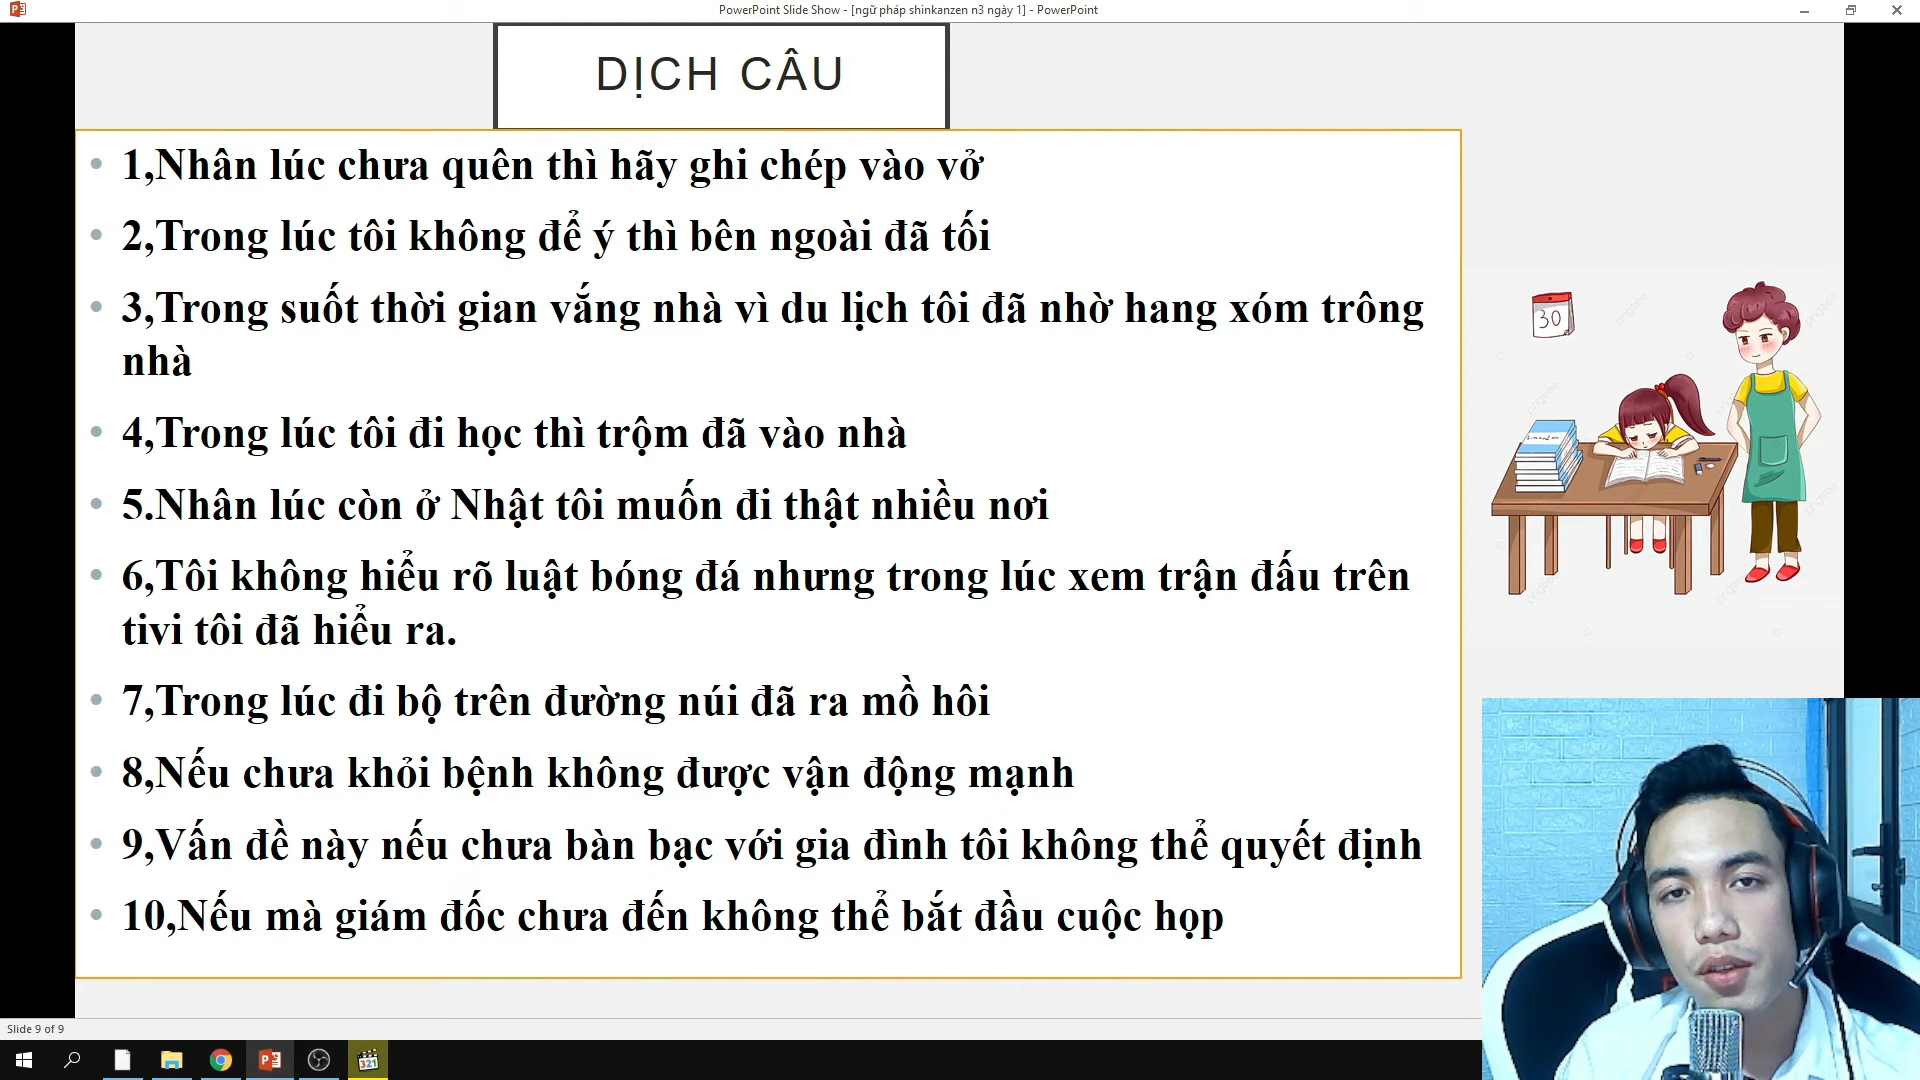 PowerPoint Slide Show - [ngữ pháp shinkanzen n3 ngày 1] - PowerPoint
DỊCH CÂU
1,Nhân lúc chưa quên thì hãy ghi chép vào vở
2,Trong lúc tôi không để ý thì bên ngoài đã tối
3,Trong suốt thời gian vắng nhà vì du lịch tôi đã nhờ hang xóm trông
nhà
4,Trong lúc tôi đi học thì trộm đã vào nhà
5.Nhân lúc còn ở Nhật tôi muốn đi thật nhiều nơi
6,Tôi không hiểu rõ luật bóng đá nhưng trong lúc xem trận đấu trên
tivi tôi đã hiểu ra.
7,Trong lúc đi bộ trên đường núi đã ra mồ hôi
8,Nếu chưa khỏi bệnh không được vận động mạnh
9,Vấn đề này nếu chưa bàn bạc với gia đình tôi không thể quyết định
10,Nếu mà giám đốc chưa đến không thể bắt đầu cuộc họp
30
pngtree
Slide 9 of 9
321